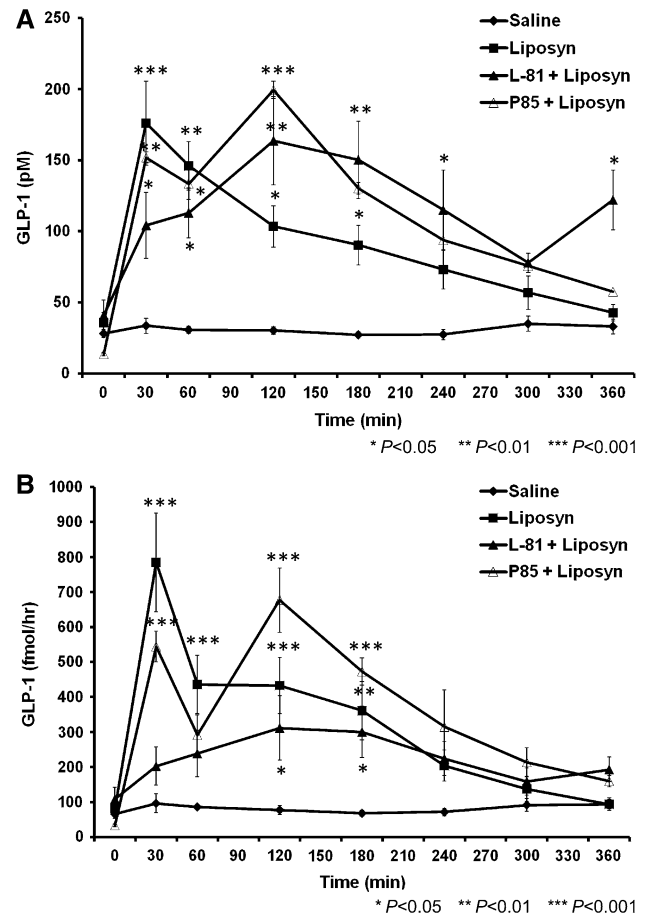 A
250
200
150
100
50
0
GLP-1 (pM)
Saline
Liposyn
L-81 + Liposyn
P85 + Liposyn
***
***
**
**
**
**
*
*
*
*
*
*
*
0 30 60 90 120 150 180 210 240 270 300 330 360
Time (min)
* P<0.05 ** P<0.01 *** P<0.001
B
1000
900
800
700
600
500
400
300
200
100
0
GLP-1 (fmol/hr)
Saline
Liposyn
L-81 + Liposyn
P85 + Liposyn
***
***
***
***
***
***
**
*
*
0 30 60 90 120 150 180 210 240 270 300 330 360
Time (min)
* P<0.05 ** P<0.01 *** P<0.001